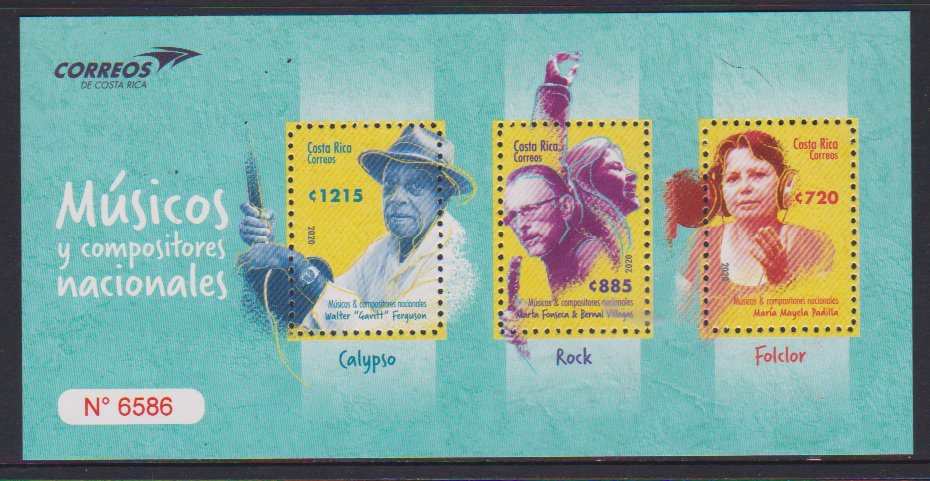 CORREOS
DE COSTA RICA
Músicos
y compositores
nacionales
N° 6586
Costa Rica
Correos
¢1215
2020
Músicos & compositores nacionales
Walter "Gavitt" Ferguson
Calypso
Costa Rica
Correos
2020
¢885
Músicos & compositores nacionales
Marta Fonseca & Bernal Villegas
Rock
Costa Rica
Correos
¢720
2020
Músicos & compositores nacionales
María Mayela Padilla
Folclor